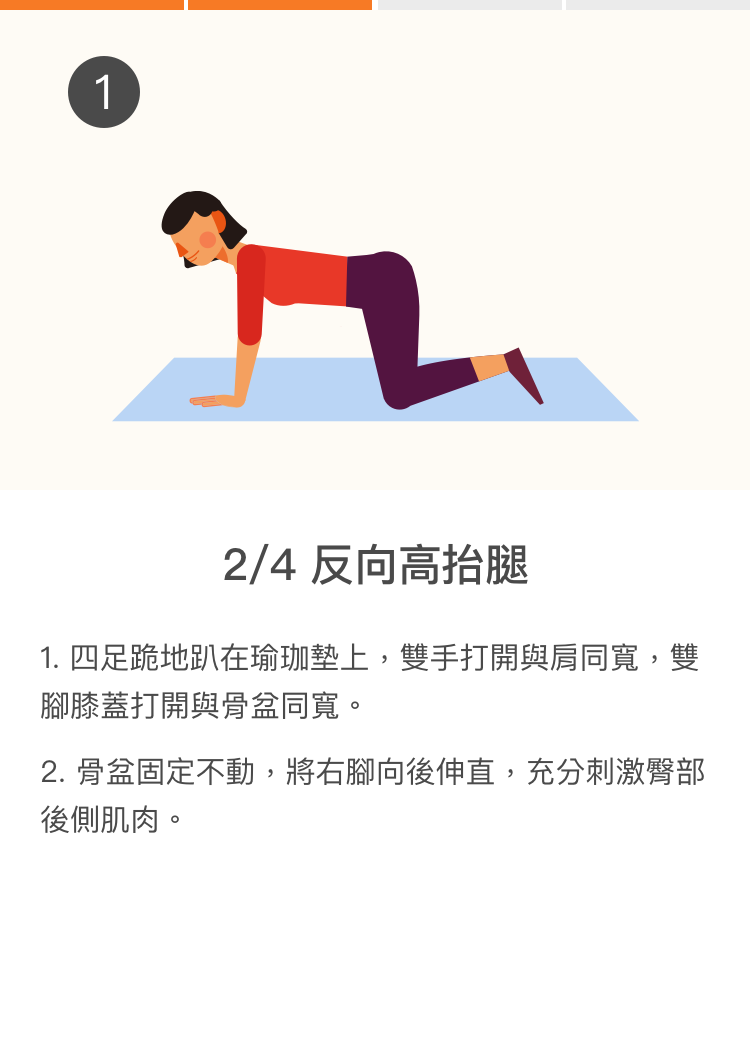 1
2/4 反向高抬腿
1. 四足跪地趴在瑜珈墊上，雙手打開與肩同寬，雙
腳膝蓋打開與骨盆同寬。
2. 骨盆固定不動，將右腳向後伸直，充分刺激臀部
後側肌肉。